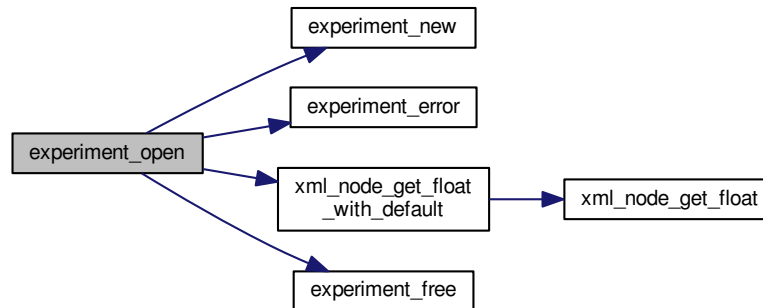 experiment_new
experiment_error
experiment_open
xml_node_get_float
_with_default
xml_node_get_float
experiment_free